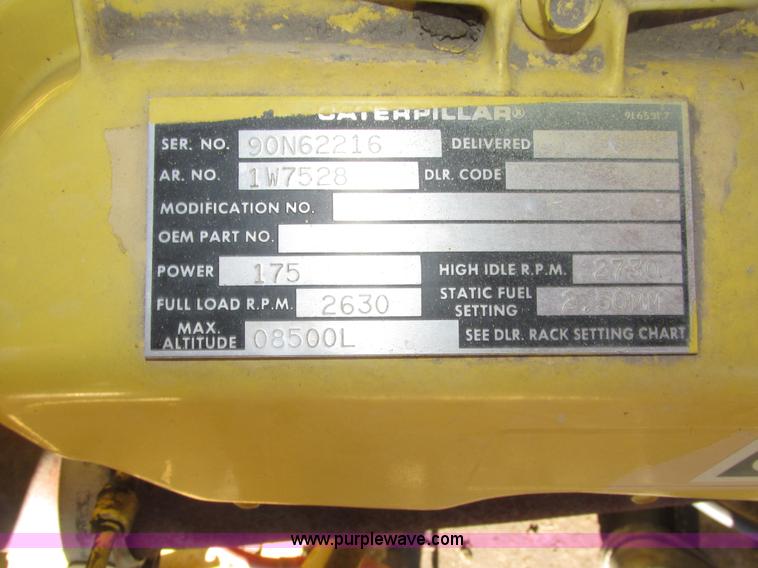 CATERPILLAR®
SER. NO. 90N62216 DELIVERED
AR. NO. 1W7528 DLR. CODE
MODIFICATION NO.
OEM PART NO.
POWER 175 HIGH IDLE R.P.M.
FULL LOAD R.P.M. 2630 STATIC FUEL SETTING
MAX. ALTITUDE 08500L SEE DLR. RACK SETTING CHART
www.purplewave.com